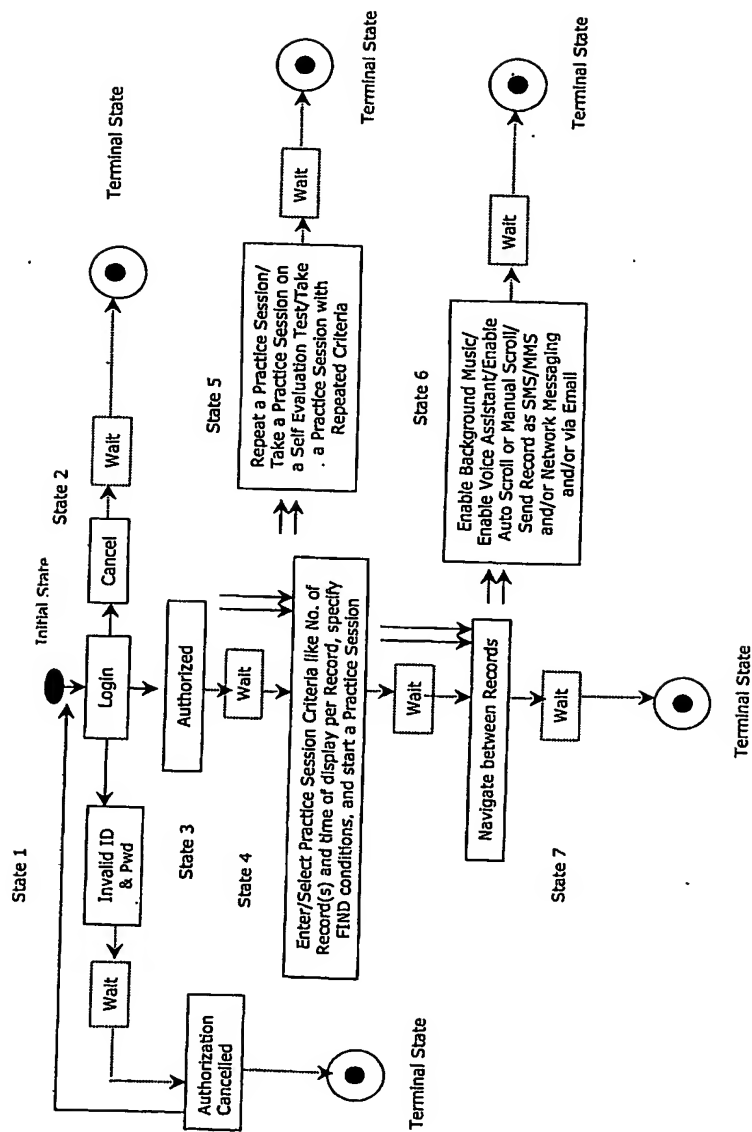 State 1
Initial State
State 2
Terminal State
Invalid ID
& Pwd
LogIn
Cancel
Wait
Wait
Authorization
Cancelled
Terminal State
State 3
Authorized
State 4
Wait
State 5
Repeat a Practice Session/
Take a Practice Session on
a Self Evaluation Test/Take
a Practice Session with
Repeated Criteria
Wait
Terminal State
Enter/Select Practice Session Criteria like No. of
Record(s) and time of display per Record, specify
FIND conditions, and start a Practice Session
Wait
State 6
Enable Background Music/
Enable Voice Assistant/Enable
Auto Scroll or Manual Scroll/
Send Record as SMS/MMS
and/or Network Messaging
and/or via Email
Wait
Terminal State
Navigate between Records
State 7
Wait
Terminal State